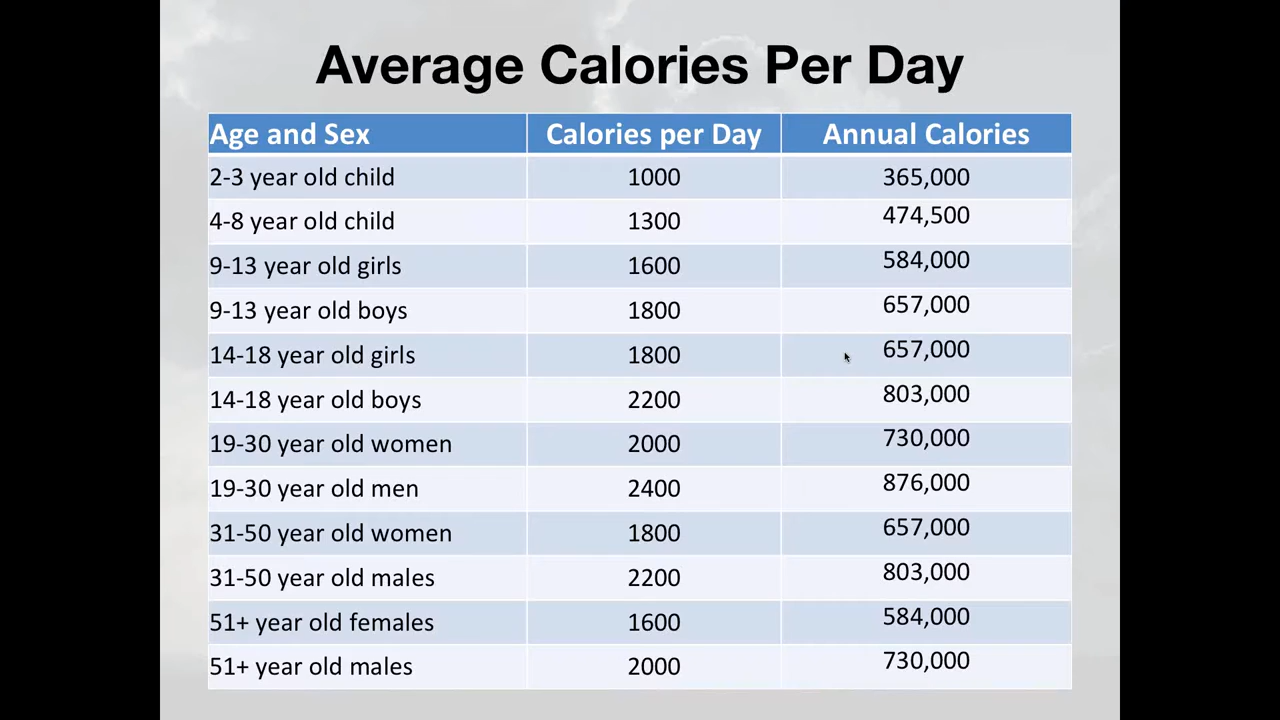 Average Calories Per Day
Age and Sex Calories per Day Annual Calories
2-3 year old child 1000 365,000
4-8 year old child 1300 474,500
9-13 year old girls 1600 584,000
9-13 year old boys 1800 657,000
14-18 year old girls 1800 657,000
14-18 year old boys 2200 803,000
19-30 year old women 2000 730,000
19-30 year old men 2400 876,000
31-50 year old women 1800 657,000
31-50 year old males 2200 803,000
51+ year old females 1600 584,000
51+ year old males 2000 730,000